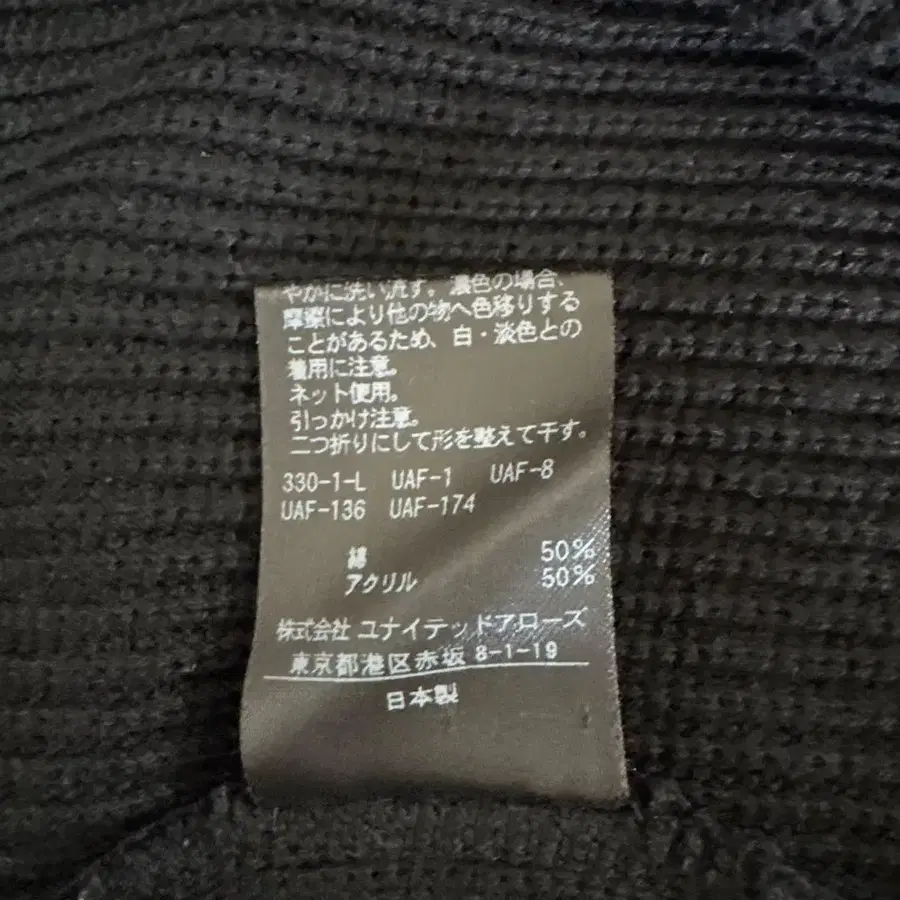 やかに洗い流す。濃色の場合、
摩擦により他の物へ色移りする
ことがあるため、白・淡色との
着用に注意。
ネット使用。
引っかけ注意。
二つ折りにして形を整えて干す。
330-1-L UAF-1 UAF-8
UAF-136 UAF-174
綿 50%
アクリル 50%
株式会社 ユナイテッドアローズ
東京都港区赤坂 8-1-19
日本製